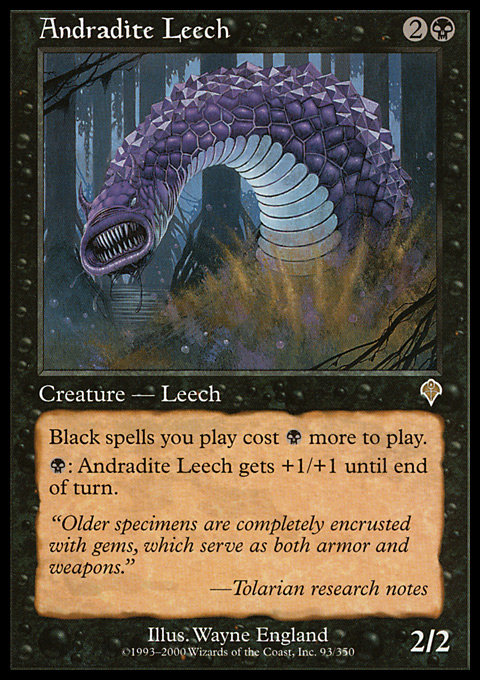 Andradite Leech 2
Creature — Leech
Black spells you play cost more to play.
: Andradite Leech gets +1/+1 until end
of turn.
“Older specimens are completely encrusted
with gems, which serve as both armor and
weapons.”
—Tolarian research notes
Illus. Wayne England
2/2
©1993–2000 Wizards of the Coast, Inc. 93/350